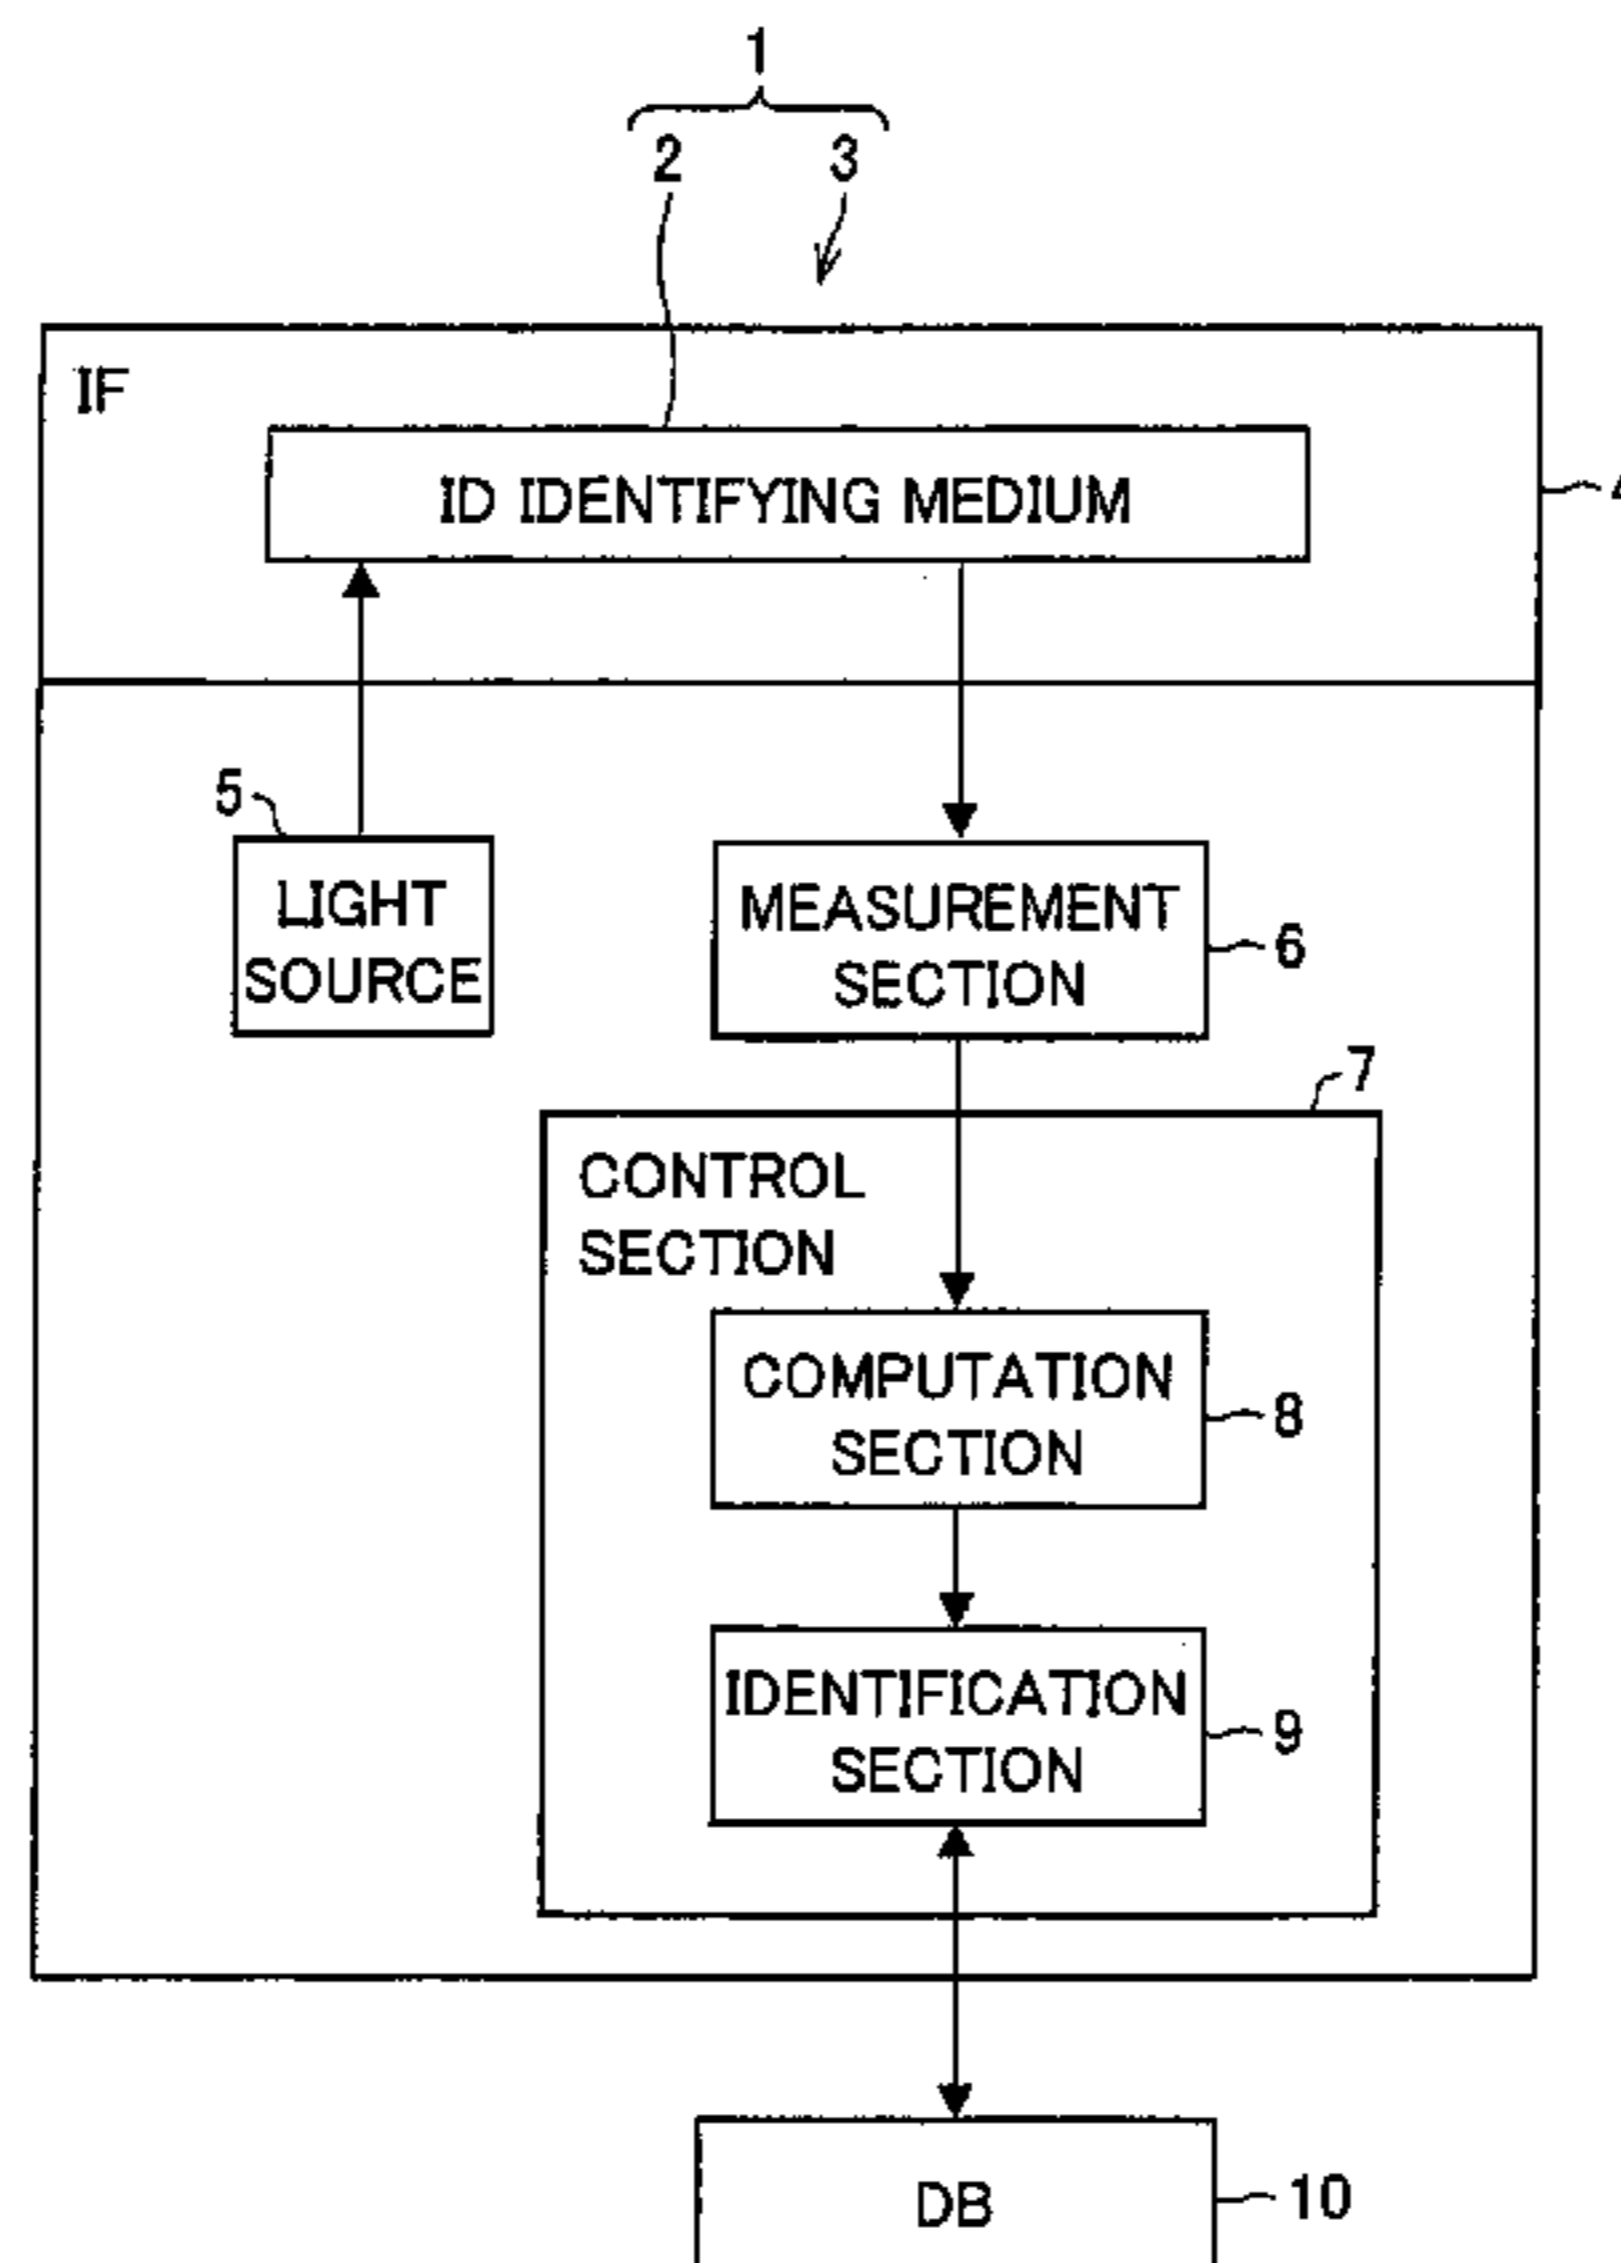 1
2 3
IF
ID IDENTIFYING MEDIUM
4
5
LIGHT
SOURCE
MEASUREMENT
SECTION
6
7
CONTROL
SECTION
COMPUTATION
SECTION
8
IDENTIFICATION
SECTION
9
DB
10